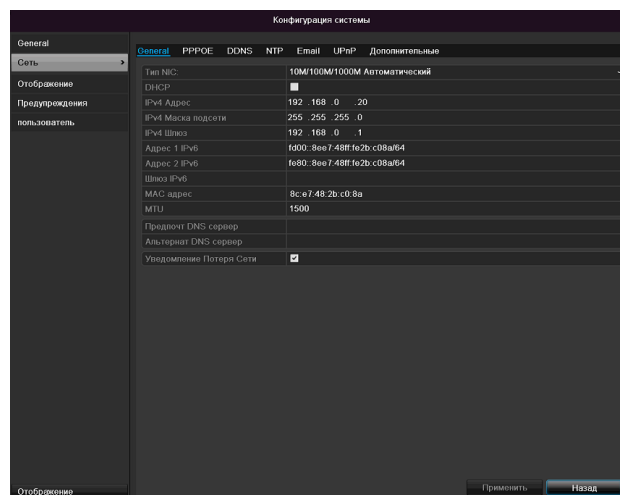 Конфигурация системы
General
Сеть
Отображение
Предупреждения
пользователь
General PPPOE DDNS NTP Email UPnP Дополнительные
Тип NIC: 10M/100M/1000M Автоматический
DHCP
IPv4 Адрес 192 .168 .0 .20
IPv4 Маска подсети 255 .255 .255 .0
IPv4 Шлюз 192 .168 .0 .1
Адрес 1 IPv6 fd00::8ee7:48ff:fe2b:c08a/64
Адрес 2 IPv6 fe80::8ee7:48ff:fe2b:c08a/64
Шлюз IPv6
MAC адрес 8c:e7:48:2b:c0:8a
MTU 1500
Предпочт DNS сервер
Альтернат DNS сервер
Уведомление Потеря Сети
Отображение
Применить Назад